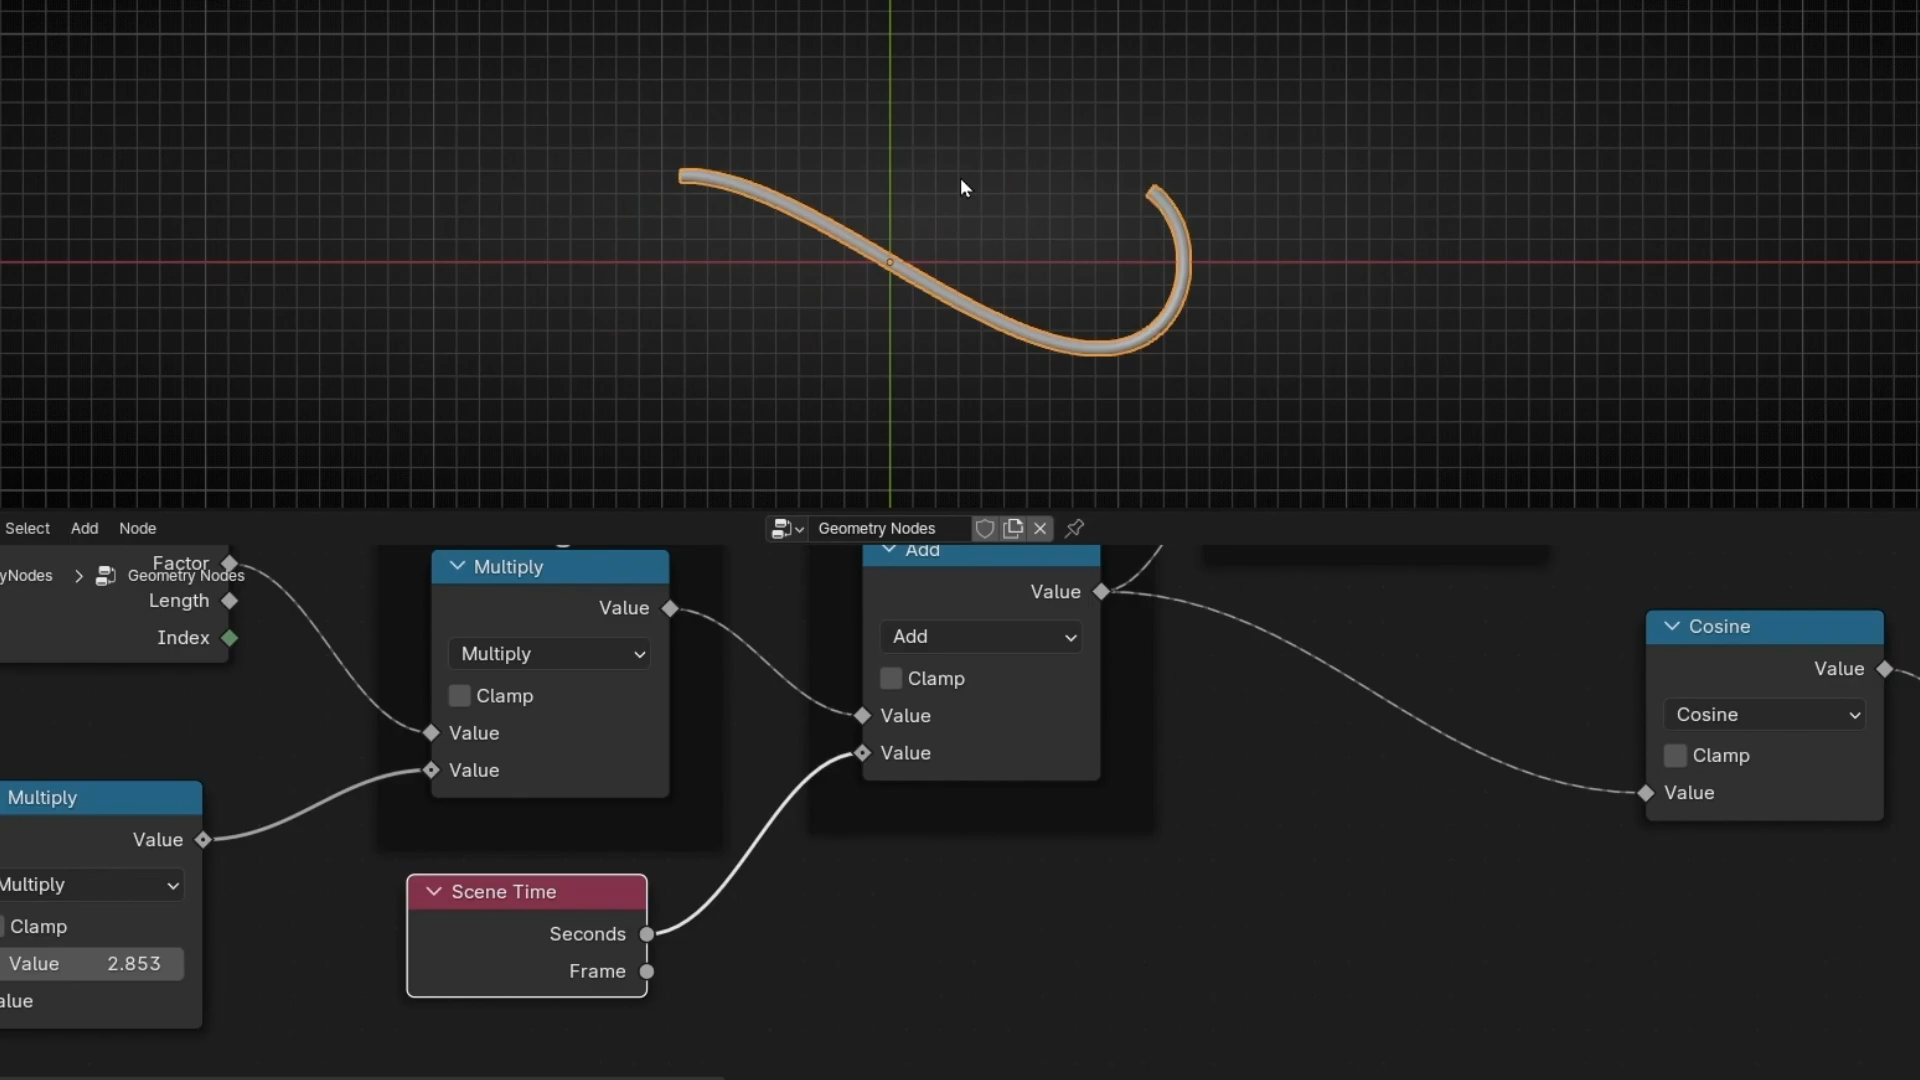 Select Add Node
Geometry Nodes
Factor
yNodes > Geometry Nodes
Length
Index
Multiply
Value
Multiply
Clamp
Value
Value
Add
Value
Add
Clamp
Value
Value
Cosine
Value
Cosine
Clamp
Value
Multiply
Value
Multiply
Clamp
Value 2.853
alue
Scene Time
Seconds
Frame